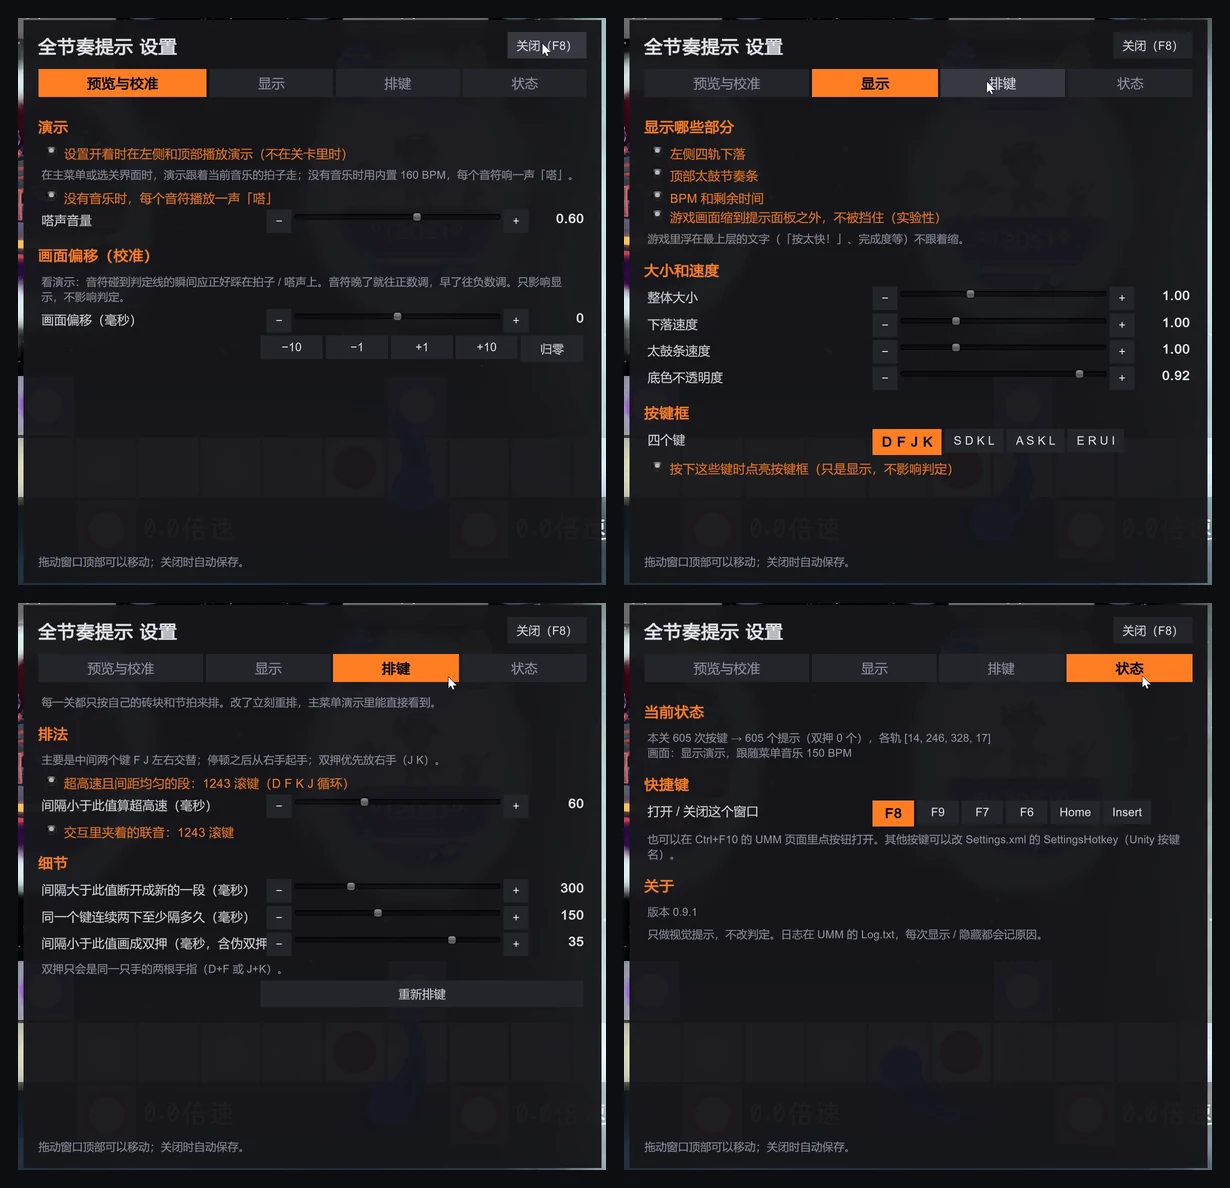 全节奏提示 设置
关闭（F8）
预览与校准
显示
排键
状态
演示
设置开着时在左侧和顶部播放演示（不在关卡里时）
在主菜单或选关界面时，演示跟着当前音乐的拍子走；没有音乐时用内置 160 BPM，每个音符响一声「嗒」。
没有音乐时，每个音符播放一声「嗒」
嗒声音量
−
+
0.60
画面偏移（校准）
看演示：音符碰到判定线的瞬间应正好踩在拍子 / 嗒声上。音符晚了就往正数调，早了往负数调。只影响显
示，不影响判定。
画面偏移（毫秒）
−
+
0
−10
−1
+1
+10
归零
0.0倍速
0.0倍速
拖动窗口顶部可以移动；关闭时自动保存。
全节奏提示 设置
关闭（F8）
预览与校准
显示
排键
状态
显示哪些部分
左侧四轨下落
顶部太鼓节奏条
BPM 和剩余时间
游戏画面缩到提示面板之外，不被挡住（实验性）
游戏里浮在最上层的文字（「按太快！」、完成度等）不跟着缩。
大小和速度
整体大小
−
+
1.00
下落速度
−
+
1.00
太鼓条速度
−
+
1.00
底色不透明度
−
+
0.92
按键框
四个键
D F J K
S D K L
A S K L
E R U I
按下这些键时点亮按键框（只是显示，不影响判定）
0.0倍速
0.0倍速
拖动窗口顶部可以移动；关闭时自动保存。
全节奏提示 设置
关闭（F8）
预览与校准
显示
排键
状态
每一关都只按自己的砖块和节拍来排。改了立刻重排，主菜单演示里能直接看到。
排法
主要是中间两个键 F J 左右交替；停顿之后从右手起手；双押优先放右手（J K）。
超高速且间距均匀的段：1243 滚键（D F K J 循环）
间隔小于此值算超高速（毫秒）
−
+
60
交互里夹着的联音：1243 滚键
细节
间隔大于此值断开成新的一段（毫秒）
−
+
300
同一个键连续两下至少隔多久（毫秒）
−
+
150
间隔小于此值画成双押（毫秒，含伪双押
−
+
35
双押只会是同一只手的两根手指（D+F 或 J+K）。
重新排键
0.0倍速
0.0倍速
拖动窗口顶部可以移动；关闭时自动保存。
全节奏提示 设置
关闭（F8）
预览与校准
显示
排键
状态
当前状态
本关 605 次按键 → 605 个提示（双押 0 个），各轨 [14, 246, 328, 17]
画面：显示演示，跟随菜单音乐 150 BPM
快捷键
打开 / 关闭这个窗口
F8
F9
F7
F6
Home
Insert
也可以在 Ctrl+F10 的 UMM 页面里点按钮打开。其他按键可以改 Settings.xml 的 SettingsHotkey（Unity 按键
名）。
关于
版本 0.9.1
只做视觉提示，不改判定。日志在 UMM 的 Log.txt，每次显示 / 隐藏都会记原因。
0.0倍速
0.0倍速
拖动窗口顶部可以移动；关闭时自动保存。